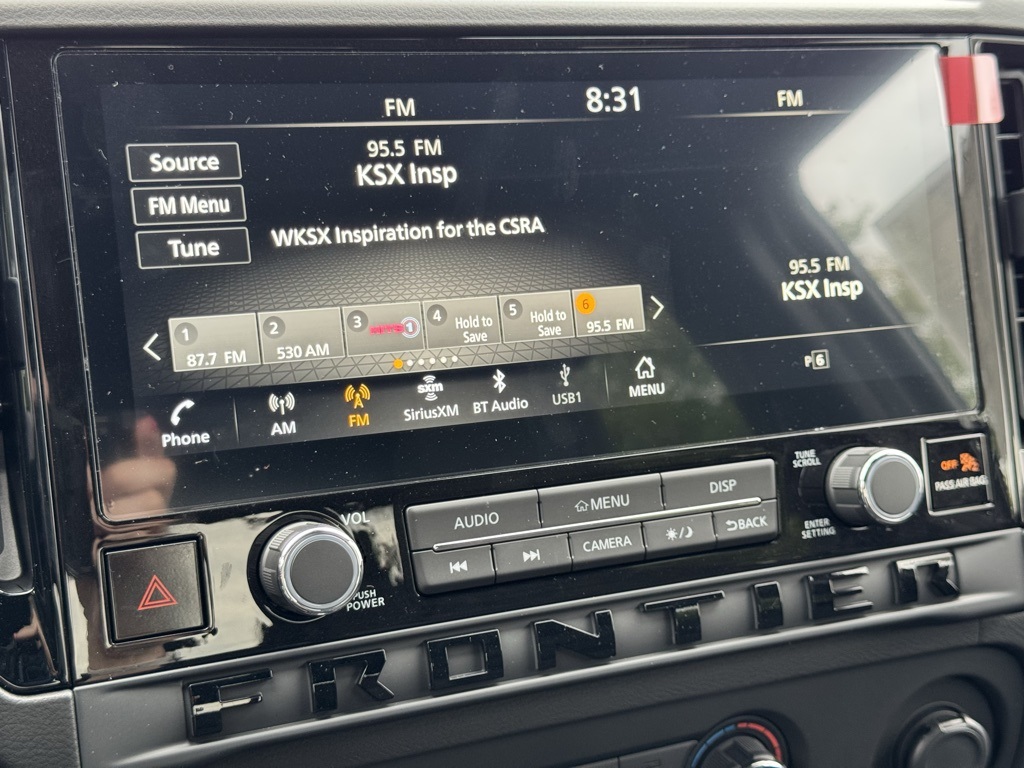 FM
8:31
FM
Source
FM Menu
Tune
95.5 FM
KSX Insp
WKSX Inspiration for the CSRA
95.5 FM
KSX Insp
1
87.7 FM
2
530 AM
3
1
4
Hold to
Save
5
Hold to
Save
6
95.5 FM
P 6
Phone
AM
FM
sxm
SiriusXM
BT Audio
USB1
MENU
AUDIO
MENU
DISP
CAMERA
BACK
VOL
PUSH
POWER
TUNE
SCROLL
ENTER
SETTING
OFF
PASS AIR BAG
FRONTIER